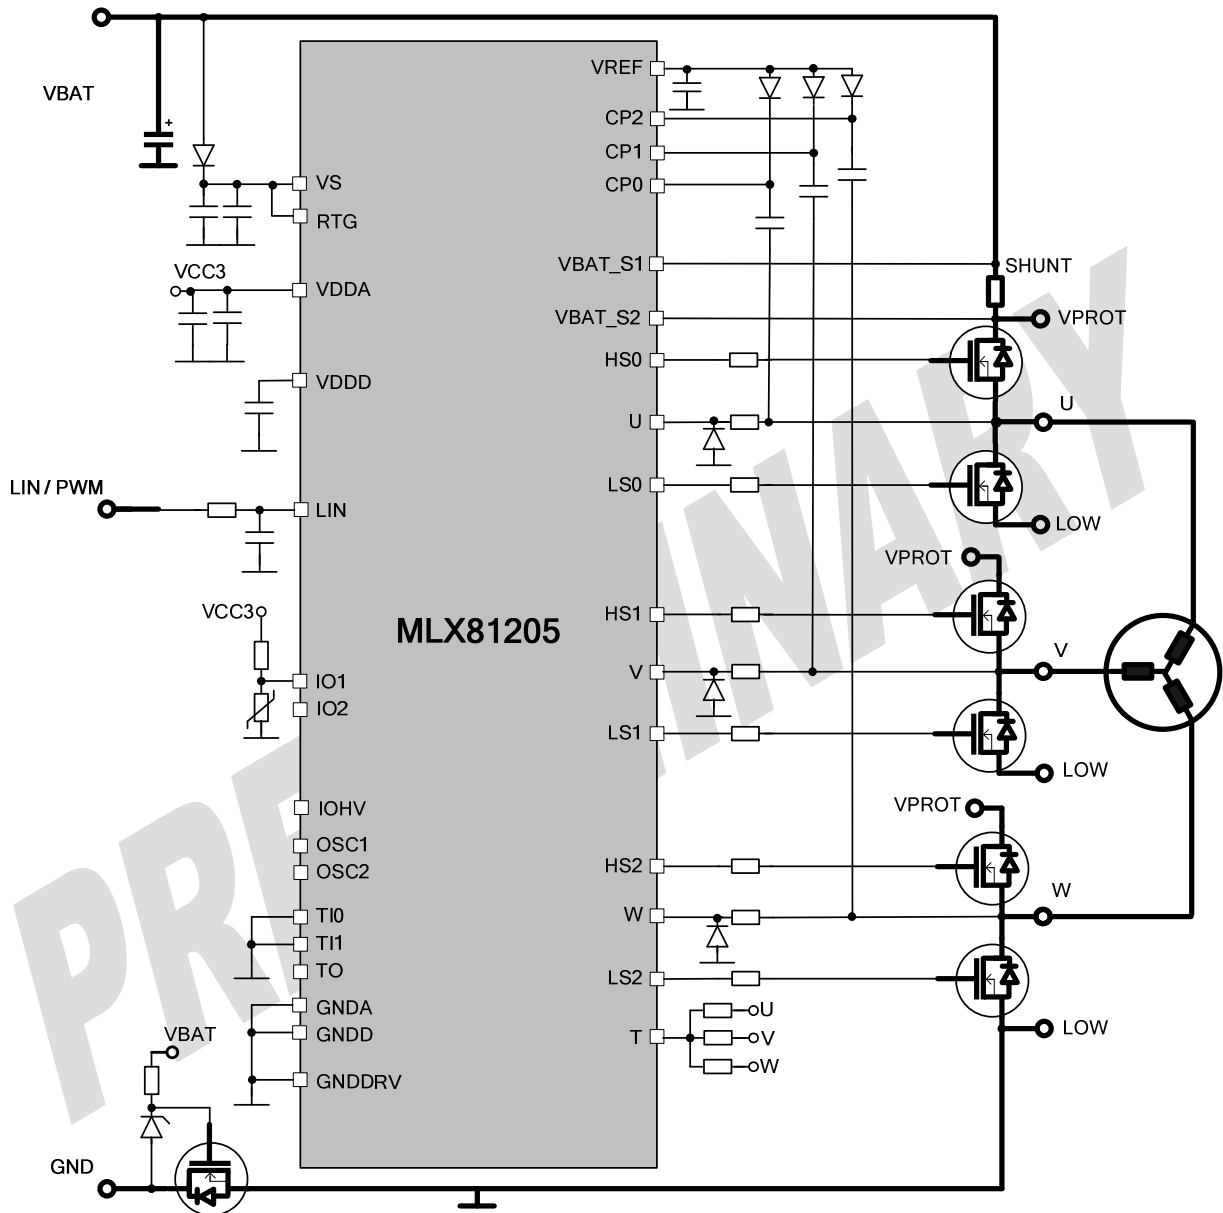 VBAT
+
VS
RTG
VCC3
VDDA
VDDD
LIN / PWM
LIN
VCC3
IO1
IO2
IOHV
OSC1
OSC2
TI0
TI1
TO
GNDA
GNDD
GNDDRV
VBAT
GND
MLX81205
VREF
CP2
CP1
CP0
VBAT_S1
VBAT_S2
HS0
U
LS0
HS1
V
LS1
HS2
W
LS2
T
U
V
W
SHUNT
VPROT
U
LOW
VPROT
V
LOW
VPROT
W
LOW
PRELIMINARY